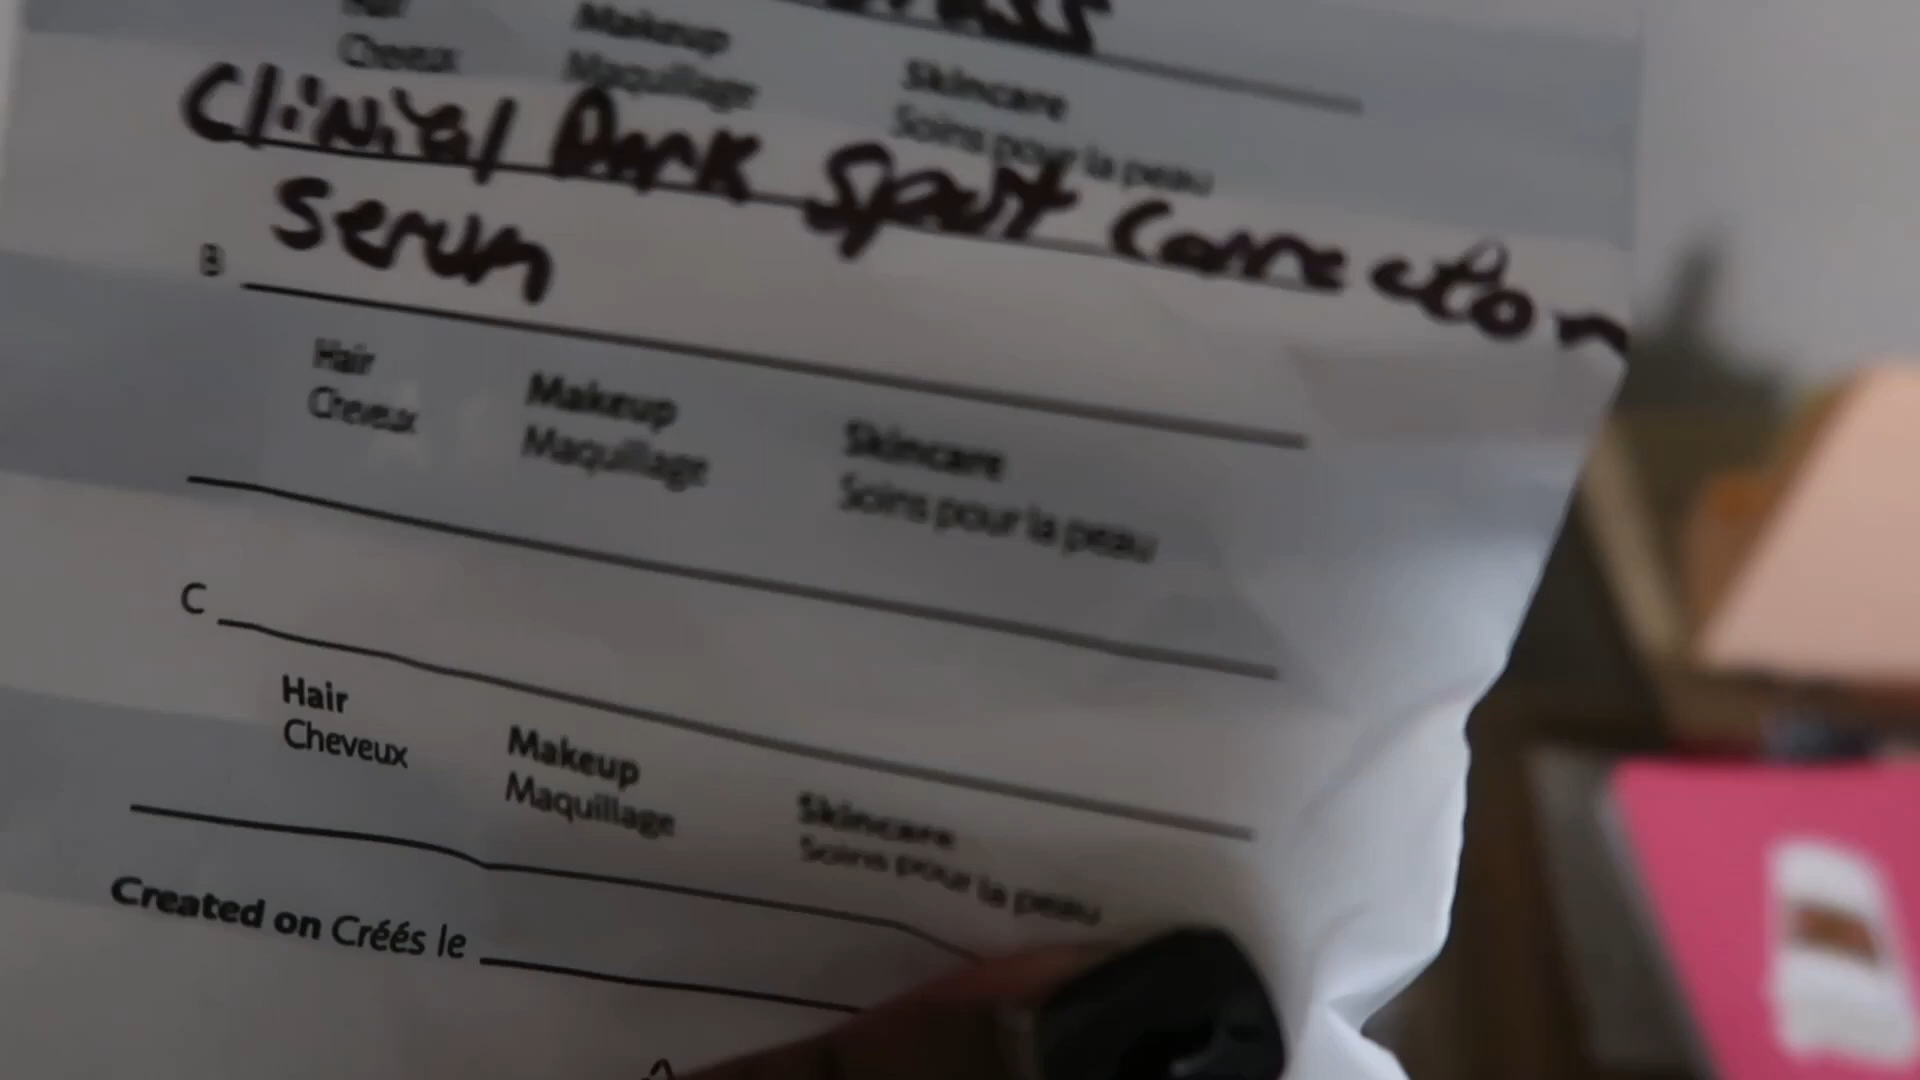 Makeup
Cheveux Maquillage Skincare
Soins pour la peau
Clinical Dark Spot Corrector
Serum
B
Hair Makeup Skincare
Cheveux Maquillage Soins pour la peau
C
Hair Makeup Skincare
Cheveux Maquillage Soins pour la peau
Created on Créés le